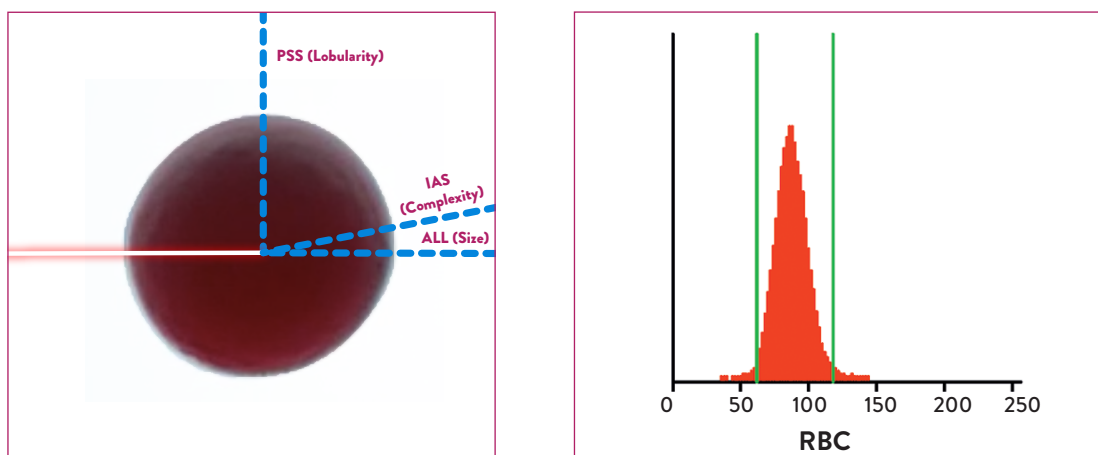 PSS (Lobularity)
IAS
(Complexity)
ALL (Size)
0 50 100 150 200 250
RBC